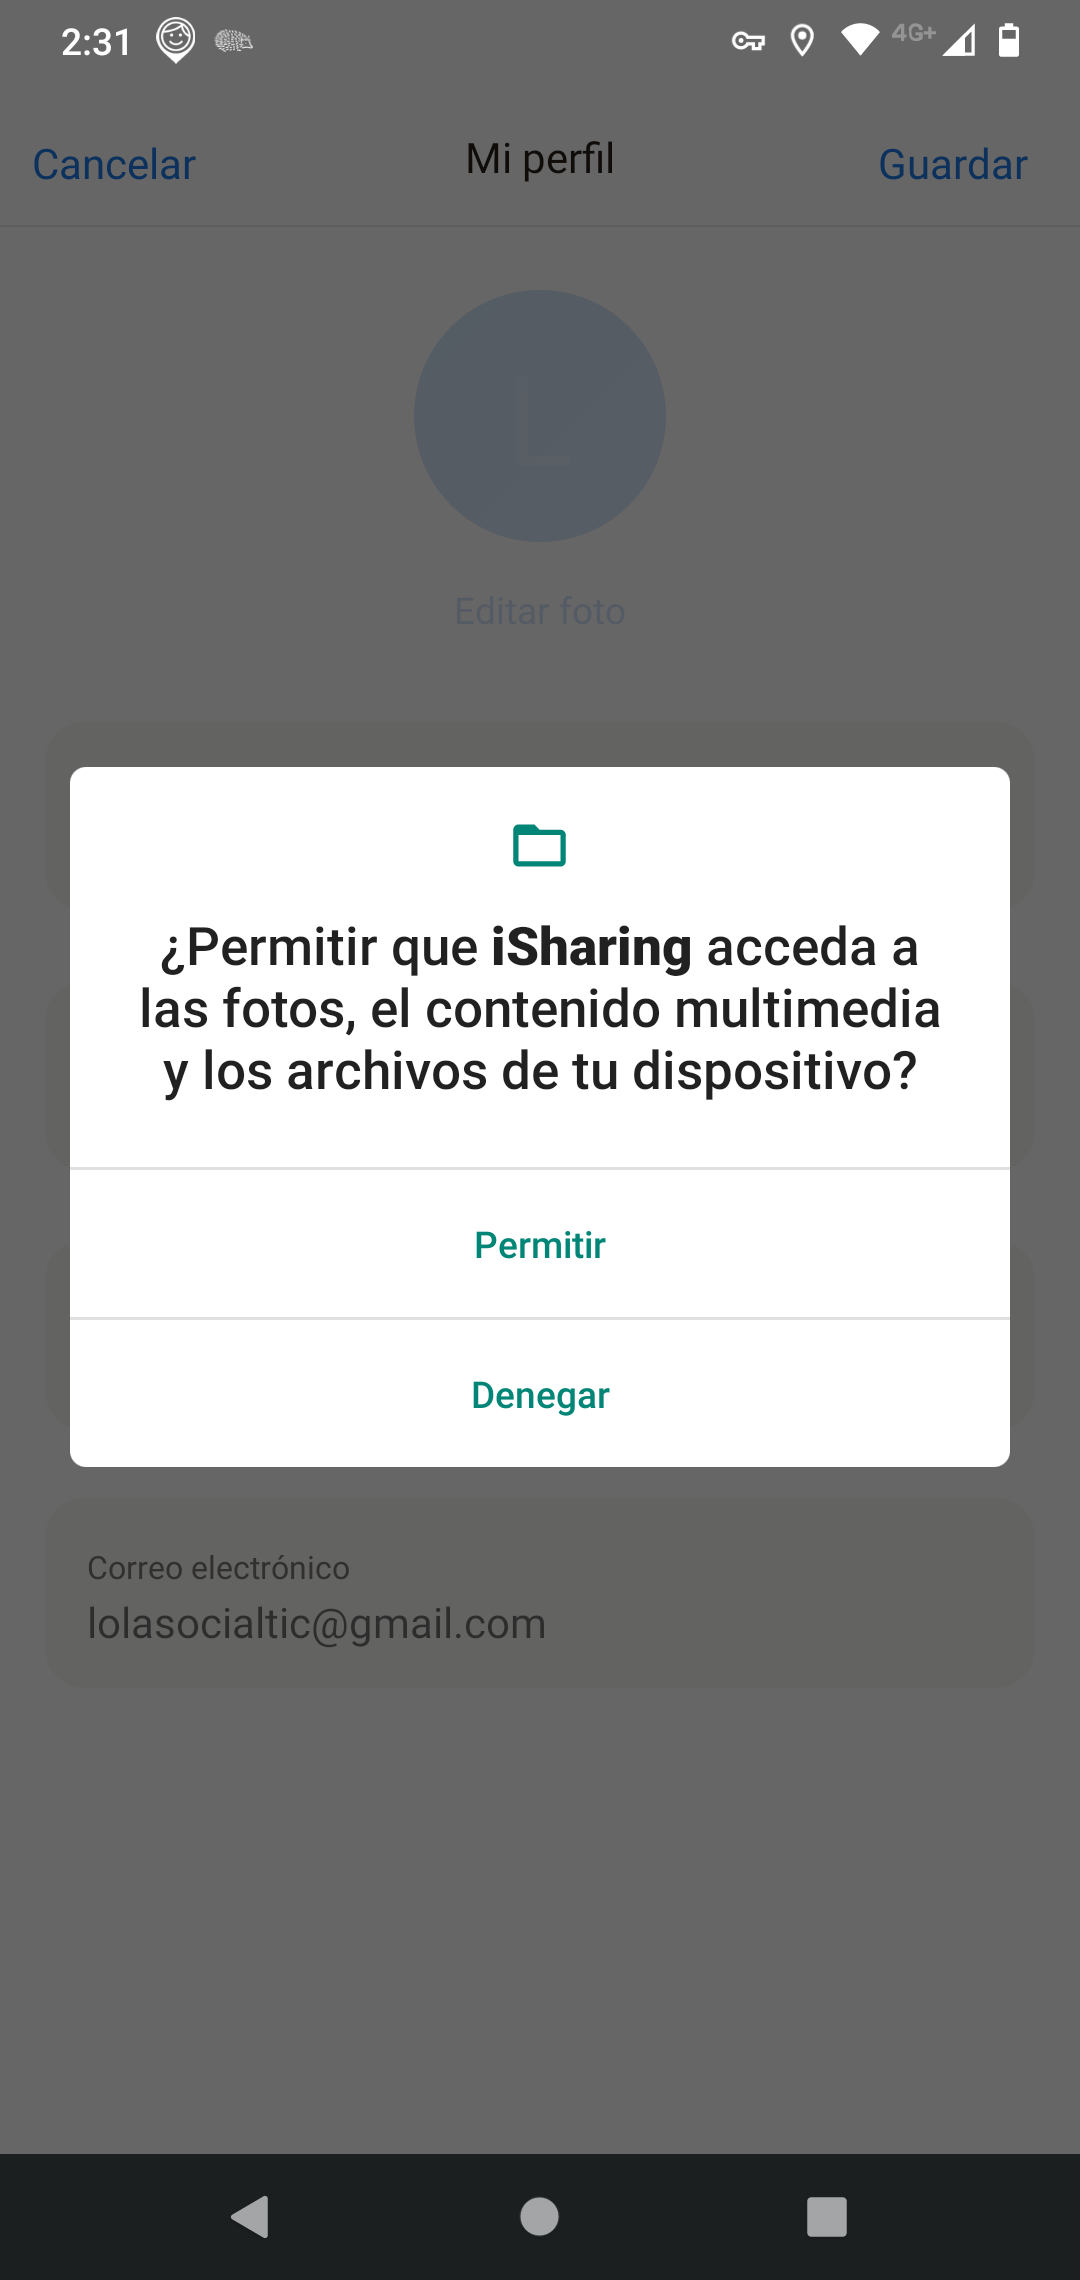 2:31
4G+
Cancelar
Mi perfil
Guardar
L
Editar foto
¿Permitir que iSharing acceda a
las fotos, el contenido multimedia
y los archivos de tu dispositivo?
Permitir
Denegar
Correo electrónico
lolasocialtic@gmail.com